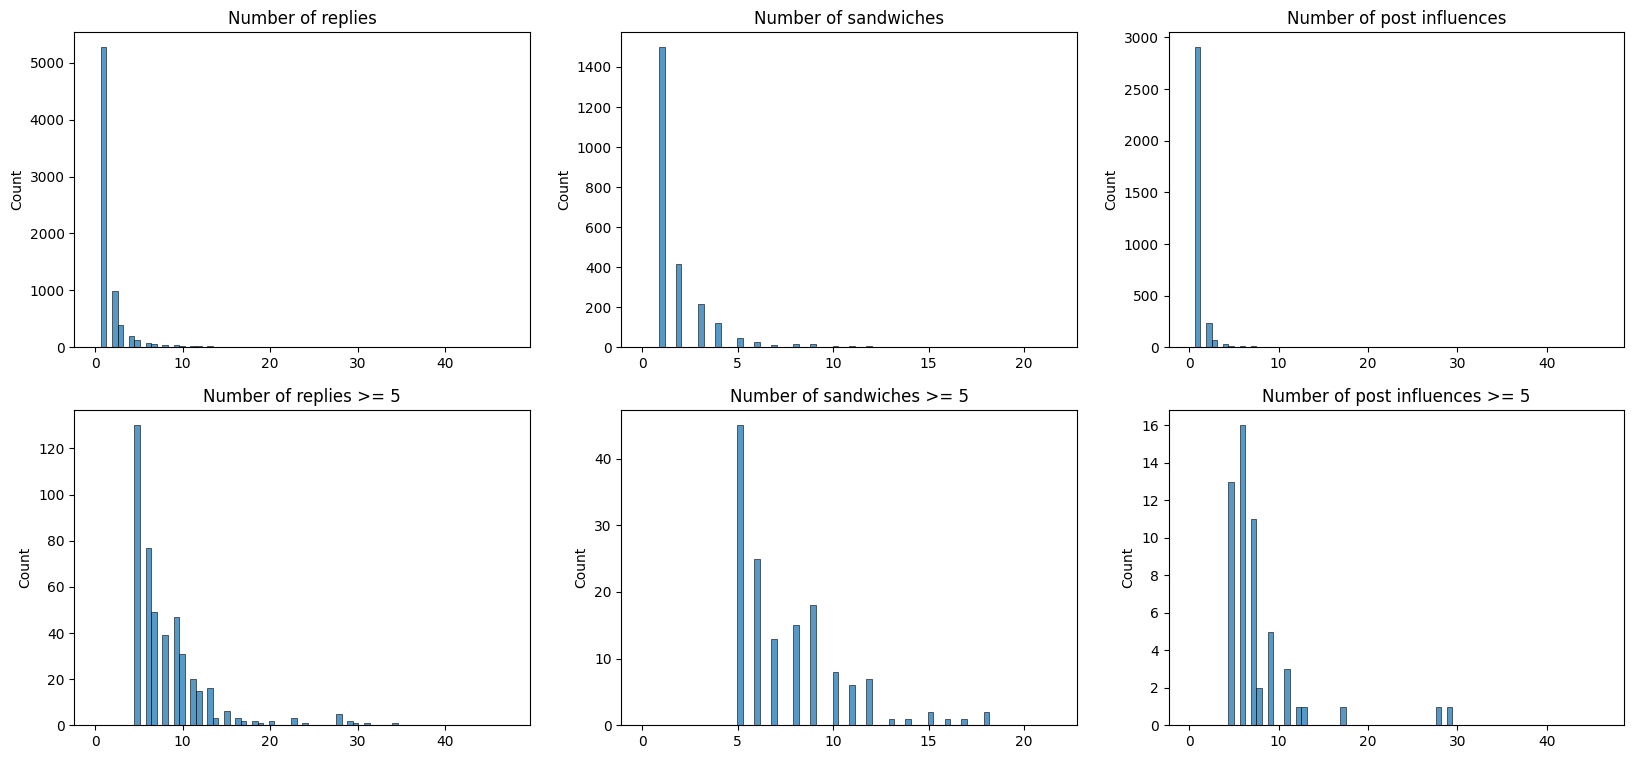 Number of replies
Number of sandwiches
Number of post influences
Count
5000
4000
3000
2000
1000
0
0 10 20 30 40
Count
1400
1200
1000
800
600
400
200
0
0 5 10 15 20
Count
3000
2500
2000
1500
1000
500
0
0 10 20 30 40
Number of replies >= 5
Number of sandwiches >= 5
Number of post influences >= 5
Count
120
100
80
60
40
20
0
0 10 20 30 40
Count
40
30
20
10
0
0 5 10 15 20
Count
16
14
12
10
8
6
4
2
0
0 10 20 30 40